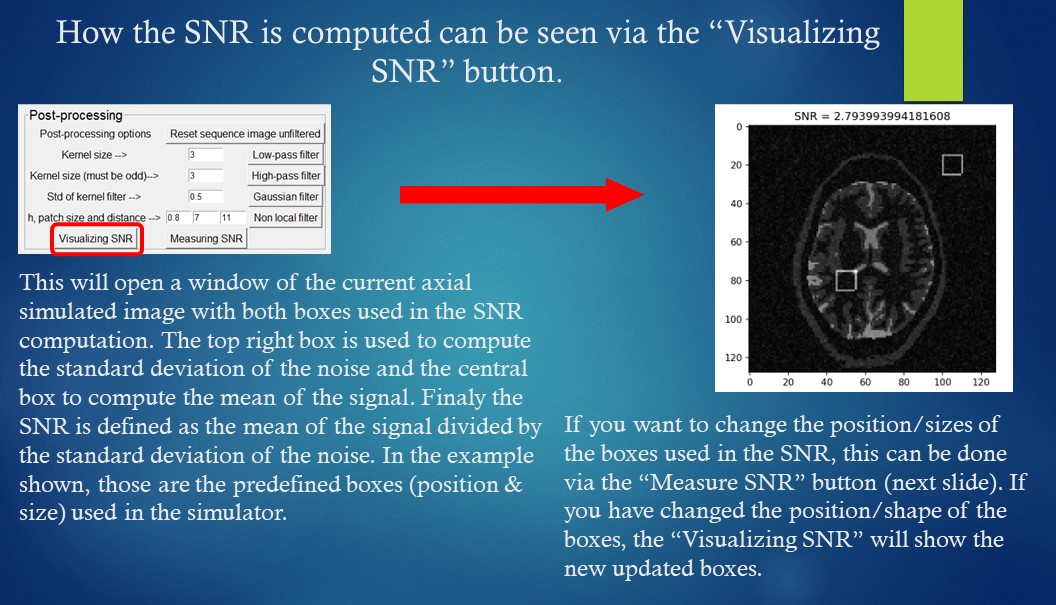 How the SNR is computed can be seen via the “Visualizing
SNR” button.
Post-processing
Post-processing options Reset sequence image unfiltered
Kernel size --> 3 Low-pass filter
Kernel size (must be odd)--> 3 High-pass filter
Std of kernel filter --> 0.5 Gaussian filter
h, patch size and distance --> 0.8 7 11 Non local filter
Visualizing SNR Measuring SNR
SNR = 2.793993994181608
0
20
40
60
80
100
120
0 20 40 60 80 100 120
This will open a window of the current axial
simulated image with both boxes used in the SNR
computation. The top right box is used to compute
the standard deviation of the noise and the central
box to compute the mean of the signal. Finaly the
SNR is defined as the mean of the signal divided by
the standard deviation of the noise. In the example
shown, those are the predefined boxes (position &
size) used in the simulator.
If you want to change the position/sizes of
the boxes used in the SNR, this can be done
via the “Measure SNR” button (next slide). If
you have changed the position/shape of the
boxes, the “Visualizing SNR” will show the
new updated boxes.